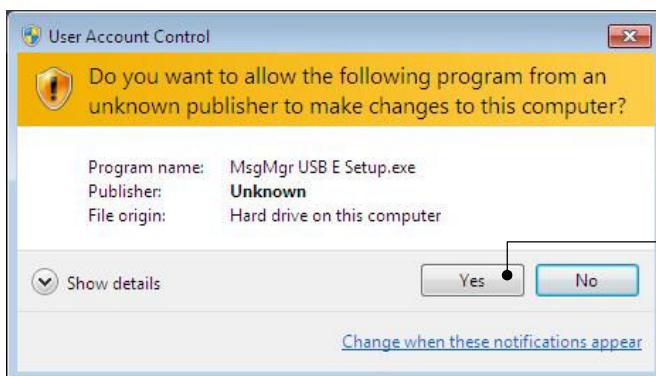 User Account Control
Do you want to allow the following program from an
unknown publisher to make changes to this computer?
Program name: MsgMgr USB E Setup.exe
Publisher: Unknown
File origin: Hard drive on this computer
Show details
Yes No
Change when these notifications appear